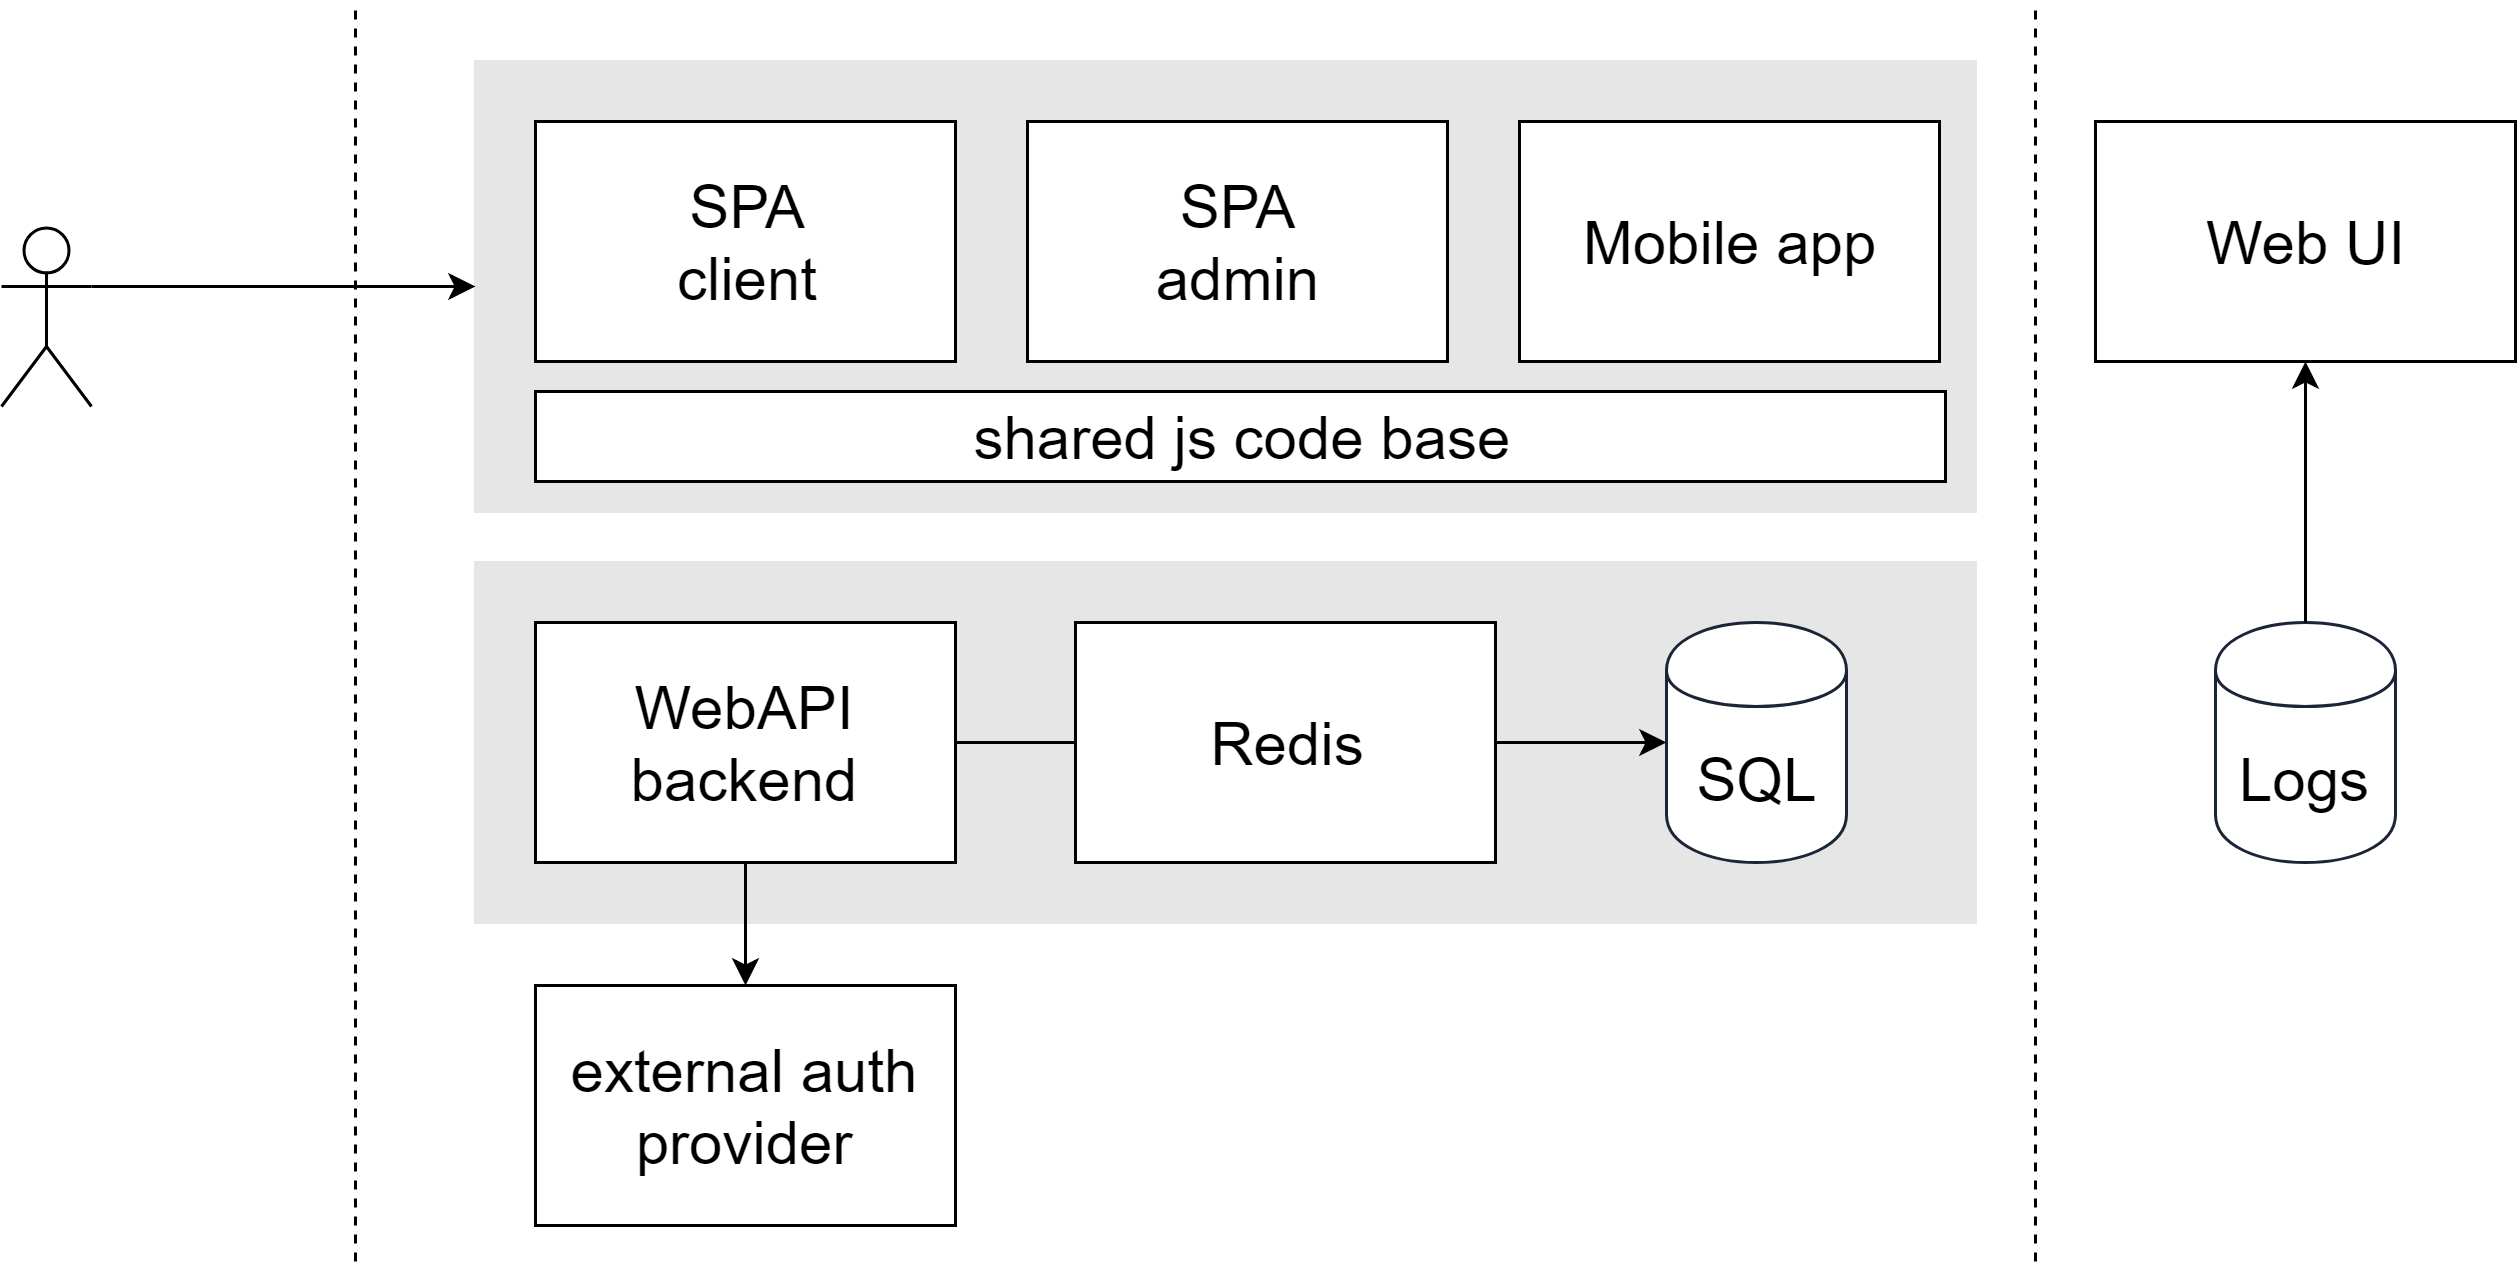 SPA
client
SPA
admin
Mobile app
Web UI
shared js code base
WebAPI
backend
Redis
SQL
Logs
external auth
provider